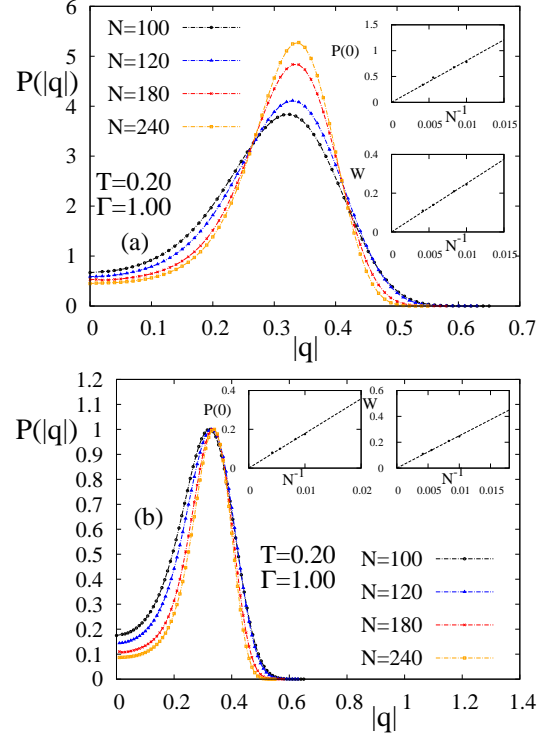 P(|q|)
7
6
5
4
3
2
1
0
N=100
N=120
N=180
N=240
T=0.20
Γ=1.00
(a)
P(0)
1.5
1
0.5
0
0 0.005 0.01 0.015
N-1
W
0.4
0.2
0
0 0.005 0.01 0.015
N-1
0 0.1 0.2 0.3 0.4 0.5 0.6 0.7
|q|
P(|q|)
1.2
1.1
1
0.9
0.8
0.7
0.6
0.5
0.4
0.3
0.2
0.1
0
(b)
P(0)
0.4
0.2
0
0 0.01 0.02
N-1
W
0.6
0.4
0.2
0
0 0.005 0.01 0.015
N-1
T=0.20
Γ=1.00
N=100
N=120
N=180
N=240
0 0.2 0.4 0.6 0.8 1 1.2 1.4
|q|